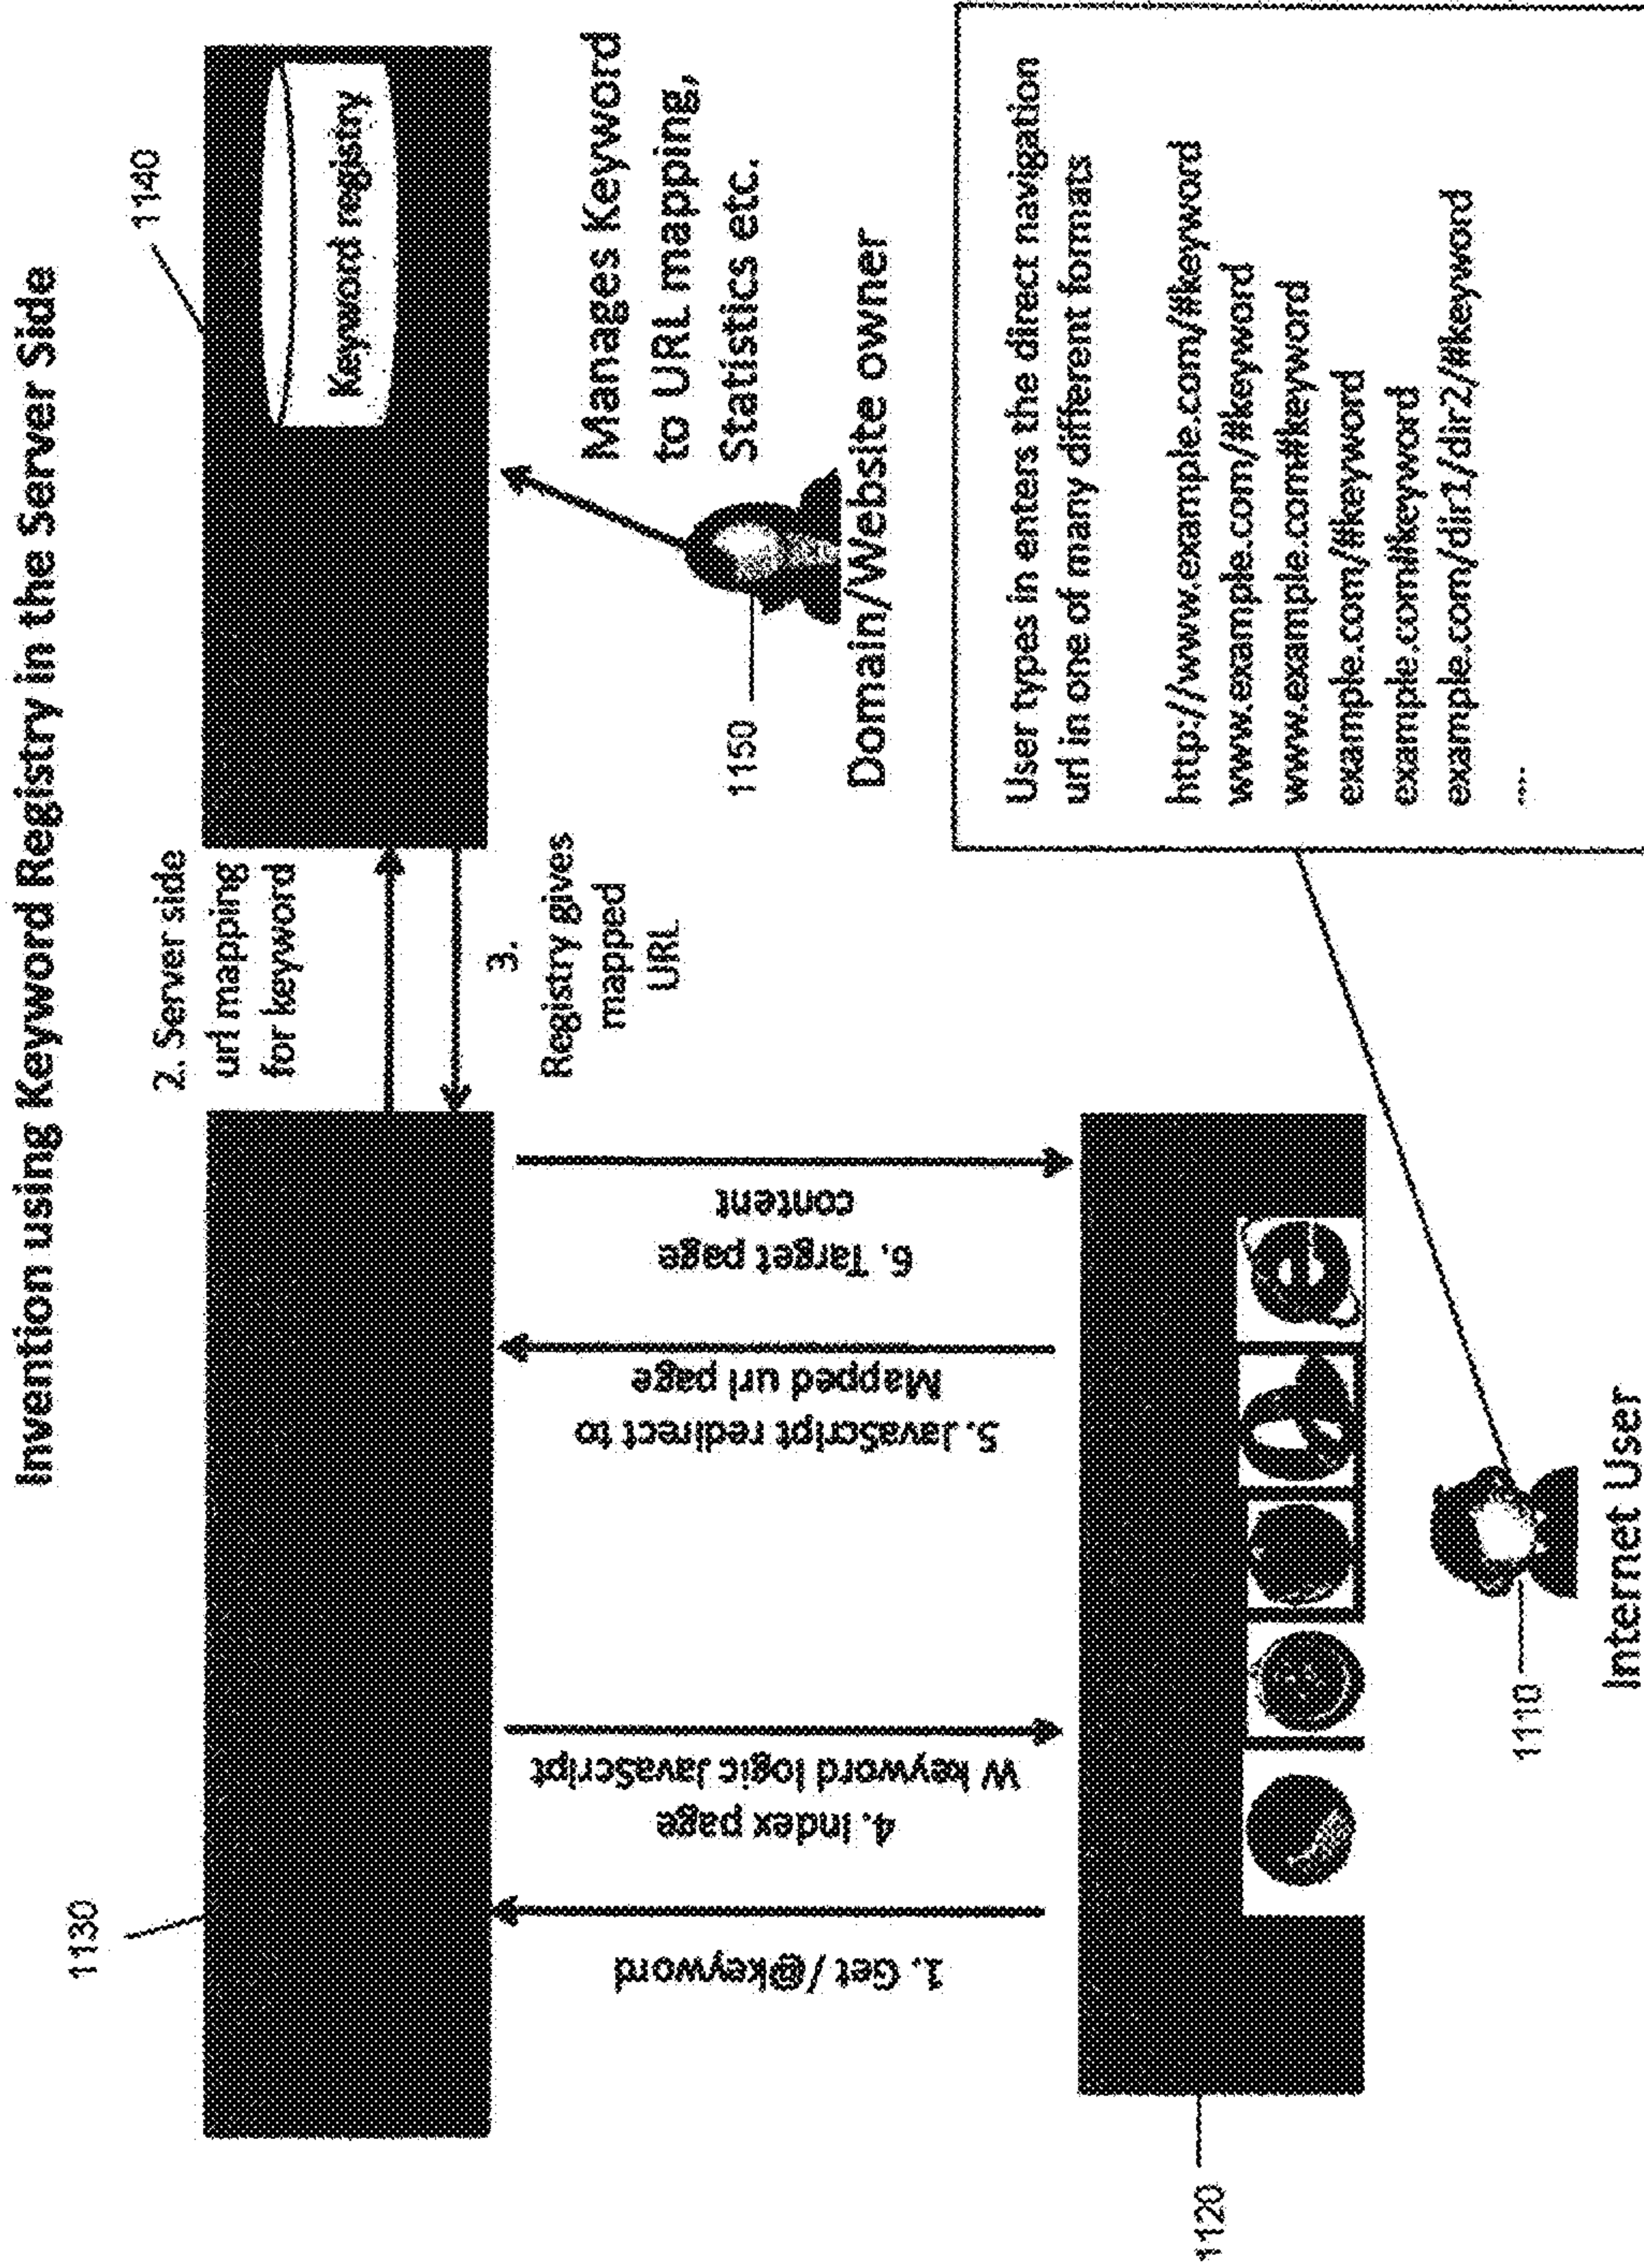 Invention using Keyword Registry in the Server Side
1130
1140
2. Server side
url mapping
for keyword
Keyword registry
3.
Registry gives
mapped
URL
Manages Keyword
to URL mapping,
Statistics etc.
1150
Domain/Website owner
1. Get /@keyword
4. Index page
W keyword logic JavaScript
5. JavaScript redirect to
Mapped url page
6. Target page
content
1120
1110
Internet User
User types in enters the direct navigation
url in one of many different formats
http://www.example.com/#keyword
www.example.com/#keyword
www.example.com#keyword
example.com/#keyword
example.com#keyword
example.com/dir1/dir2/#keyword
...